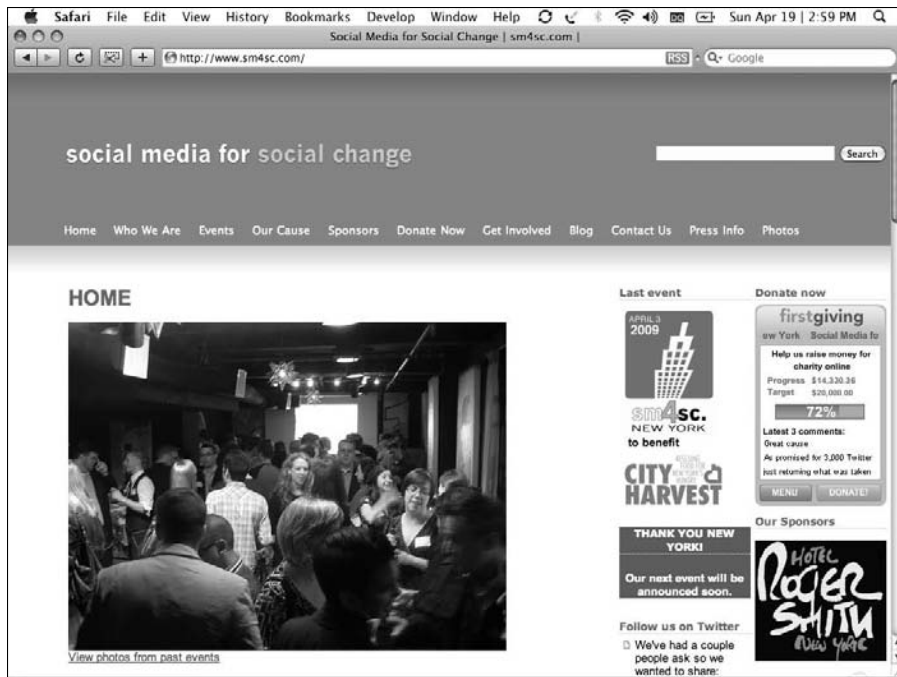 Safari File Edit View History Bookmarks Develop Window Help Sun Apr 19 | 2:59 PM
Social Media for Social Change | sm4sc.com |
http://www.sm4sc.com/ RSS Google
social media for social change
Search
Home Who We Are Events Our Cause Sponsors Donate Now Get Involved Blog Contact Us Press Info Photos
HOME
View photos from past events
Last event
APRIL 3
2009
sm4sc.
NEW YORK
to benefit
RESCUING
FOOD FOR
NEW YORK'S
HUNGRY
CITY
HARVEST
THANK YOU NEW
YORK!
Our next event will be
announced soon.
Follow us on Twitter
We've had a couple
people ask so we
wanted to share:
Donate now
firstgiving
ow York Social Media fo
Help us raise money for
charity online
Progress $14,330.36
Target $20,000.00
72%
Latest 3 comments:
Great cause
As promised for 3,000 Twitter
just returning what was taken
MENU DONATE!
Our Sponsors
HOTEL
ROGER
SMITH
NEW YORK